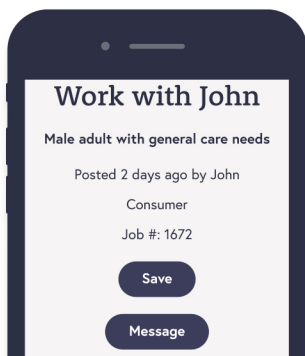 Work with John
Male adult with general care needs
Posted 2 days ago by John
Consumer
Job #: 1672
Save
Message